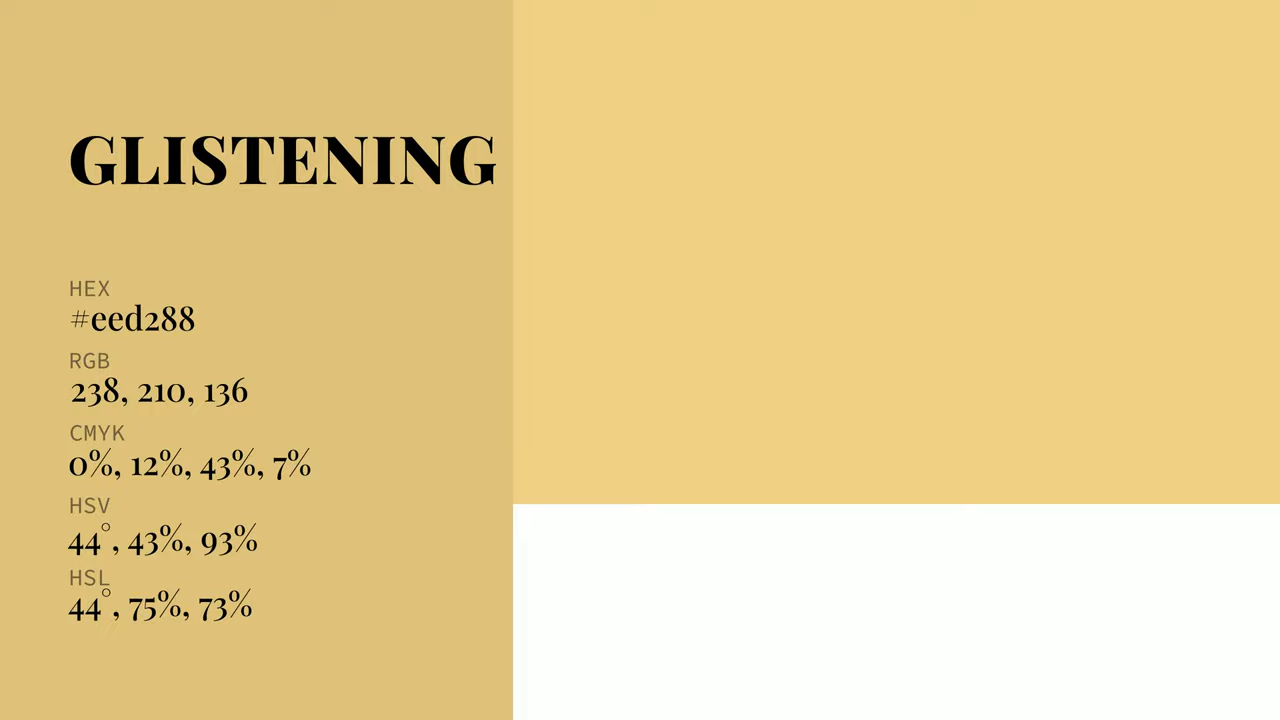 GLISTENING
HEX
#eed288
RGB
238, 210, 136
CMYK
0%, 12%, 43%, 7%
HSV
44°, 43%, 93%
HSL
44°, 75%, 73%